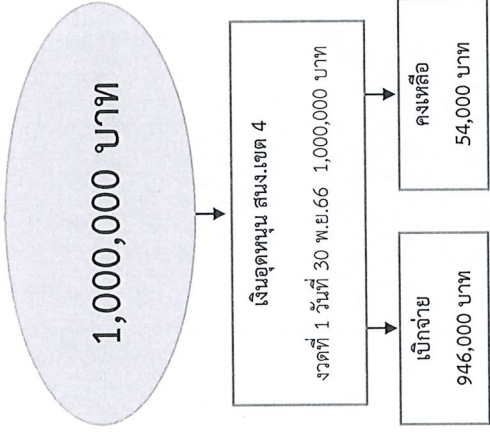 1,000,000 บาท
เงินอุดหนุน สนง.เขต 4
งวดที่ 1 วันที่ 30 พ.ย.66 1,000,000 บาท
เบิกจ่าย
946,000 บาท
คงเหลือ
54,000 บาท